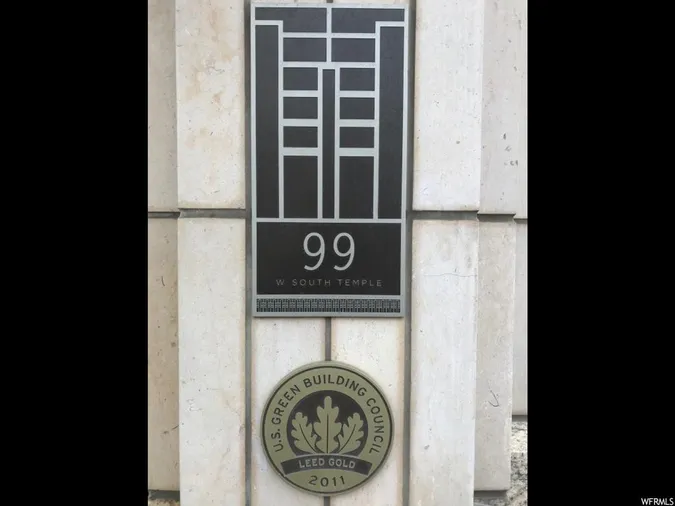 99
W SOUTH TEMPLE
U.S. GREEN BUILDING COUNCIL
LEED GOLD
2011
WFRMLS